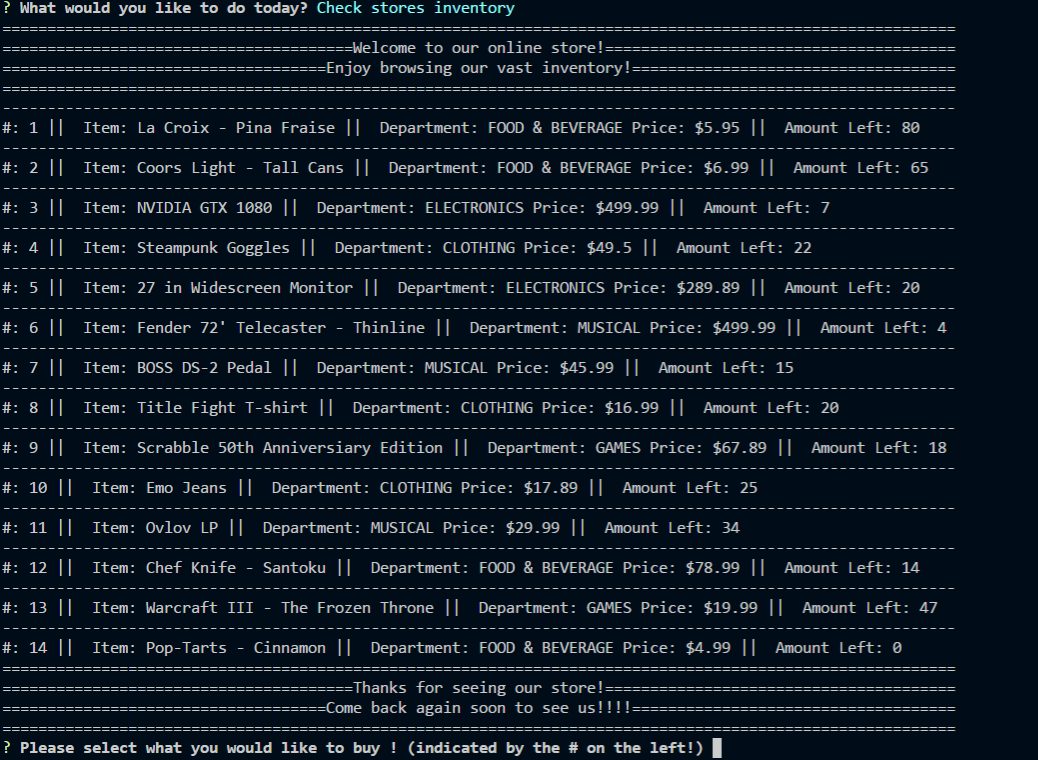 ? What would you like to do today? Check stores inventory
==========================================================================================================
=======================================Welcome to our online store!=======================================
====================================Enjoy browsing our vast inventory!====================================
==========================================================================================================
----------------------------------------------------------------------------------------------------------
#: 1 ||  Item: La Croix - Pina Fraise ||  Department: FOOD & BEVERAGE Price: $5.95 ||  Amount Left: 80
----------------------------------------------------------------------------------------------------------
#: 2 ||  Item: Coors Light - Tall Cans ||  Department: FOOD & BEVERAGE Price: $6.99 ||  Amount Left: 65
----------------------------------------------------------------------------------------------------------
#: 3 ||  Item: NVIDIA GTX 1080 ||  Department: ELECTRONICS Price: $499.99 ||  Amount Left: 7
----------------------------------------------------------------------------------------------------------
#: 4 ||  Item: Steampunk Goggles ||  Department: CLOTHING Price: $49.5 ||  Amount Left: 22
----------------------------------------------------------------------------------------------------------
#: 5 ||  Item: 27 in Widescreen Monitor ||  Department: ELECTRONICS Price: $289.89 ||  Amount Left: 20
----------------------------------------------------------------------------------------------------------
#: 6 ||  Item: Fender 72' Telecaster - Thinline ||  Department: MUSICAL Price: $499.99 ||  Amount Left: 4
----------------------------------------------------------------------------------------------------------
#: 7 ||  Item: BOSS DS-2 Pedal ||  Department: MUSICAL Price: $45.99 ||  Amount Left: 15
----------------------------------------------------------------------------------------------------------
#: 8 ||  Item: Title Fight T-shirt ||  Department: CLOTHING Price: $16.99 ||  Amount Left: 20
----------------------------------------------------------------------------------------------------------
#: 9 ||  Item: Scrabble 50th Anniversiary Edition ||  Department: GAMES Price: $67.89 ||  Amount Left: 18
----------------------------------------------------------------------------------------------------------
#: 10 ||  Item: Emo Jeans ||  Department: CLOTHING Price: $17.89 ||  Amount Left: 25
----------------------------------------------------------------------------------------------------------
#: 11 ||  Item: Ovlov LP ||  Department: MUSICAL Price: $29.99 ||  Amount Left: 34
----------------------------------------------------------------------------------------------------------
#: 12 ||  Item: Chef Knife - Santoku ||  Department: FOOD & BEVERAGE Price: $78.99 ||  Amount Left: 14
----------------------------------------------------------------------------------------------------------
#: 13 ||  Item: Warcraft III - The Frozen Throne ||  Department: GAMES Price: $19.99 ||  Amount Left: 47
----------------------------------------------------------------------------------------------------------
#: 14 ||  Item: Pop-Tarts - Cinnamon ||  Department: FOOD & BEVERAGE Price: $4.99 ||  Amount Left: 0
==========================================================================================================
=======================================Thanks for seeing our store!=======================================
====================================Come back again soon to see us!!!!====================================
==========================================================================================================
? Please select what you would like to buy ! (indicated by the # on the left!)